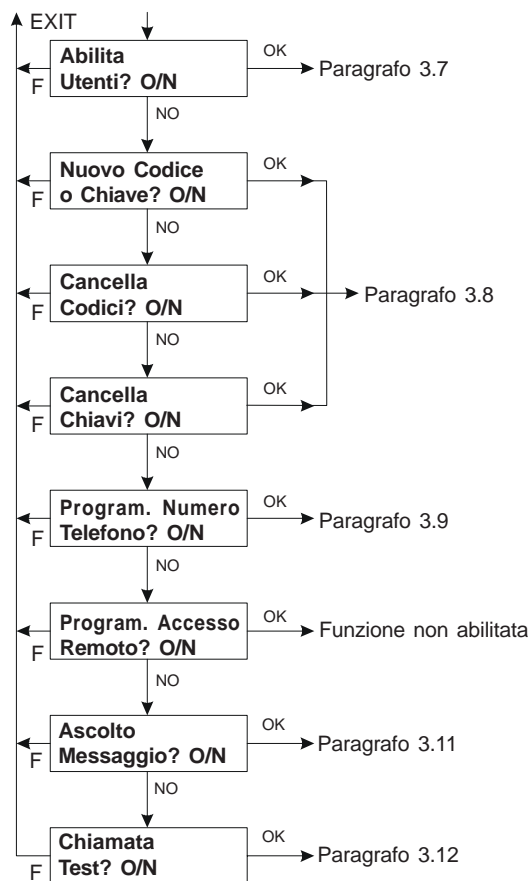 EXIT
Abilita
Utenti? O/N
OK
Paragrafo 3.7
F
NO
Nuovo Codice
o Chiave? O/N
OK
F
NO
Cancella
Codici? O/N
OK
Paragrafo 3.8
F
NO
Cancella
Chiavi? O/N
OK
F
NO
Program. Numero
Telefono? O/N
OK
Paragrafo 3.9
F
NO
Program. Accesso
Remoto? O/N
OK
Funzione non abilitata
F
NO
Ascolto
Messaggio? O/N
OK
Paragrafo 3.11
F
NO
Chiamata
Test? O/N
OK
Paragrafo 3.12
F